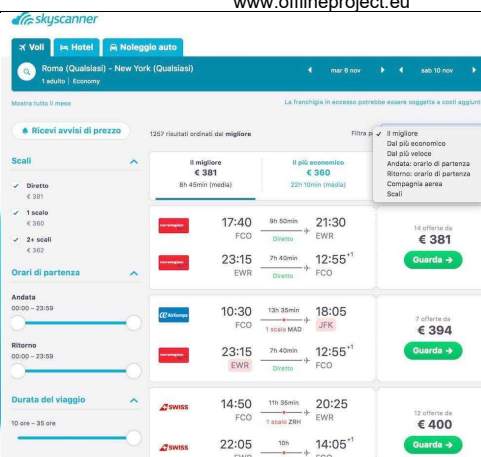 www.offlineproject.eu
skyscanner
Voli Hotel Noleggio auto
Roma (Qualsiasi) - New York (Qualsiasi)
1 adulto | Economy
mar 6 nov
sab 10 nov
Mostra tutto il mese
La franchigia in eccesso potrebbe essere soggetta a costi aggiunt
Ricevi avvisi di prezzo
1257 risultati ordinati dal migliore
Filtra p
Il migliore
Dal più economico
Dal più veloce
Andata: orario di partenza
Ritorno: orario di partenza
Compagnia aerea
Scali
Scali
Diretto
€ 381
1 scalo
€ 360
2+ scali
€ 362
Il migliore
€ 381
8h 45min (media)
Il più economico
€ 360
22h 10min (media)
Orari di partenza
Andata
00:00 – 23:59
Ritorno
00:00 – 23:59
Durata del viaggio
10 ore – 35 ore
norwegian
17:40 9h 50min 21:30
FCO Diretto EWR
norwegian
23:15 7h 40min 12:55+1
EWR Diretto FCO
14 offerte da
€ 381
Guarda →
AirEuropa
10:30 13h 35min 18:05
FCO 1 scalo MAD JFK
norwegian
23:15 7h 40min 12:55+1
EWR Diretto FCO
7 offerte da
€ 394
Guarda →
SWISS
14:50 11h 35min 20:25
FCO 1 scalo ZRH EWR
SWISS
22:05 10h 14:05+1
EWR FCO
12 offerte da
€ 400
Guarda →